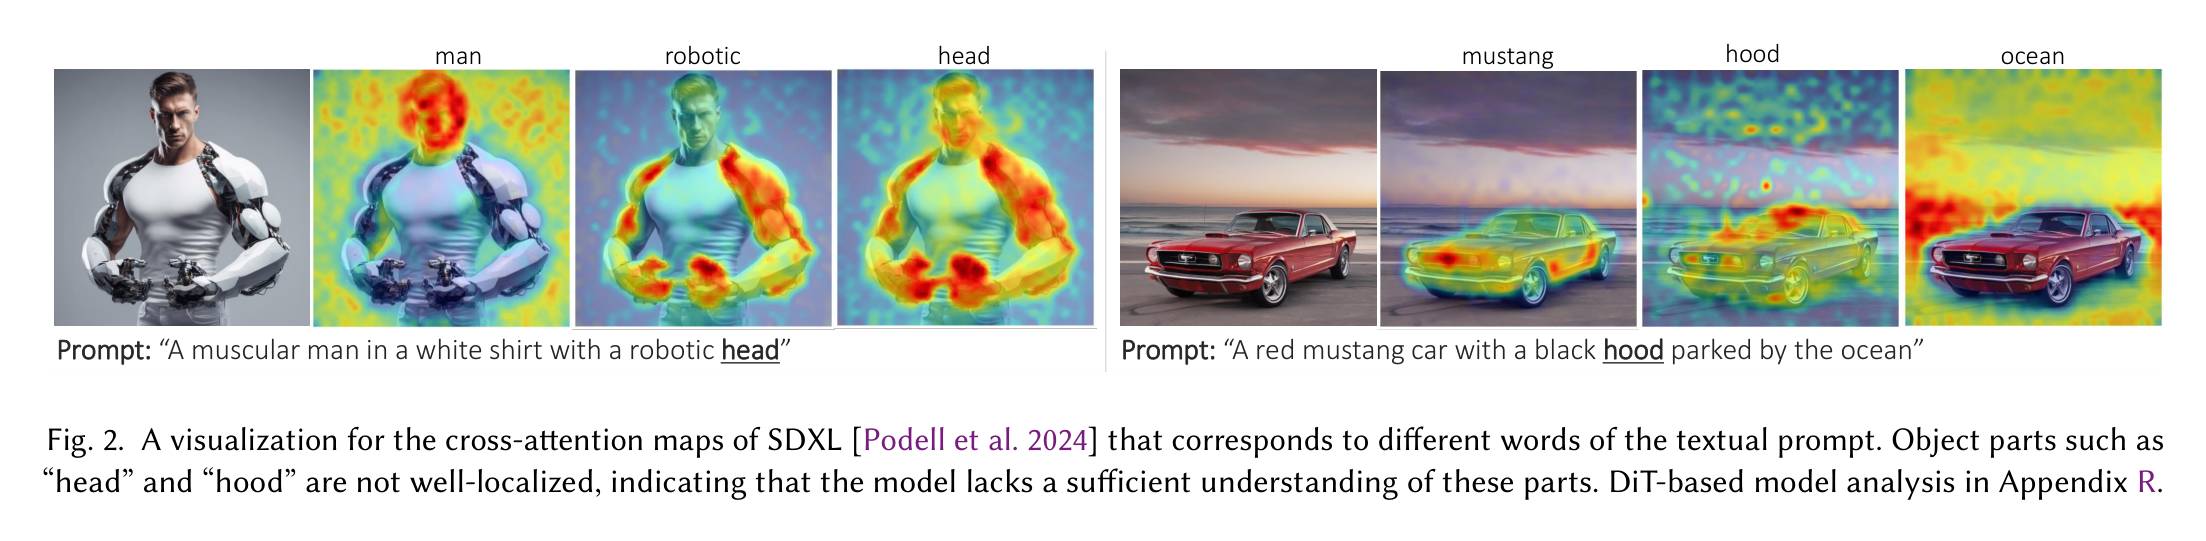 man robotic head mustang hood ocean
Prompt: “A muscular man in a white shirt with a robotic head”
Prompt: “A red mustang car with a black hood parked by the ocean”
Fig. 2. A visualization for the cross-attention maps of SDXL [Podell et al. 2024] that corresponds to different words of the textual prompt. Object parts such as
“head” and “hood” are not well-localized, indicating that the model lacks a sufficient understanding of these parts. DiT-based model analysis in Appendix R.